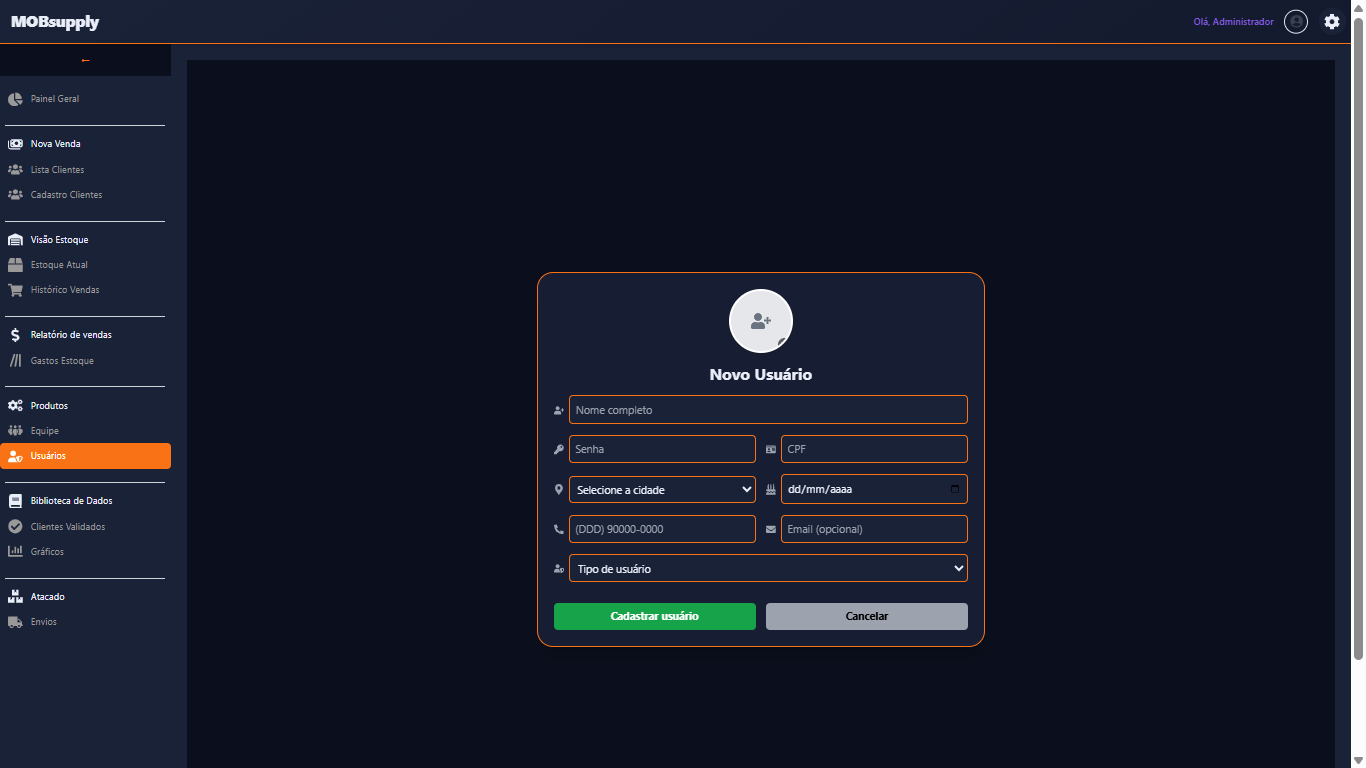 MOBsupply
Olá, Administrador
←
Painel Geral
Nova Venda
Lista Clientes
Cadastro Clientes
Visão Estoque
Estoque Atual
Histórico Vendas
Relatório de vendas
Gastos Estoque
Produtos
Equipe
Usuários
Biblioteca de Dados
Clientes Validados
Gráficos
Atacado
Envios
Novo Usuário
Nome completo
Senha
CPF
Selecione a cidade
dd/mm/aaaa
(DDD) 90000-0000
Email (opcional)
Tipo de usuário
Cadastrar usuário
Cancelar